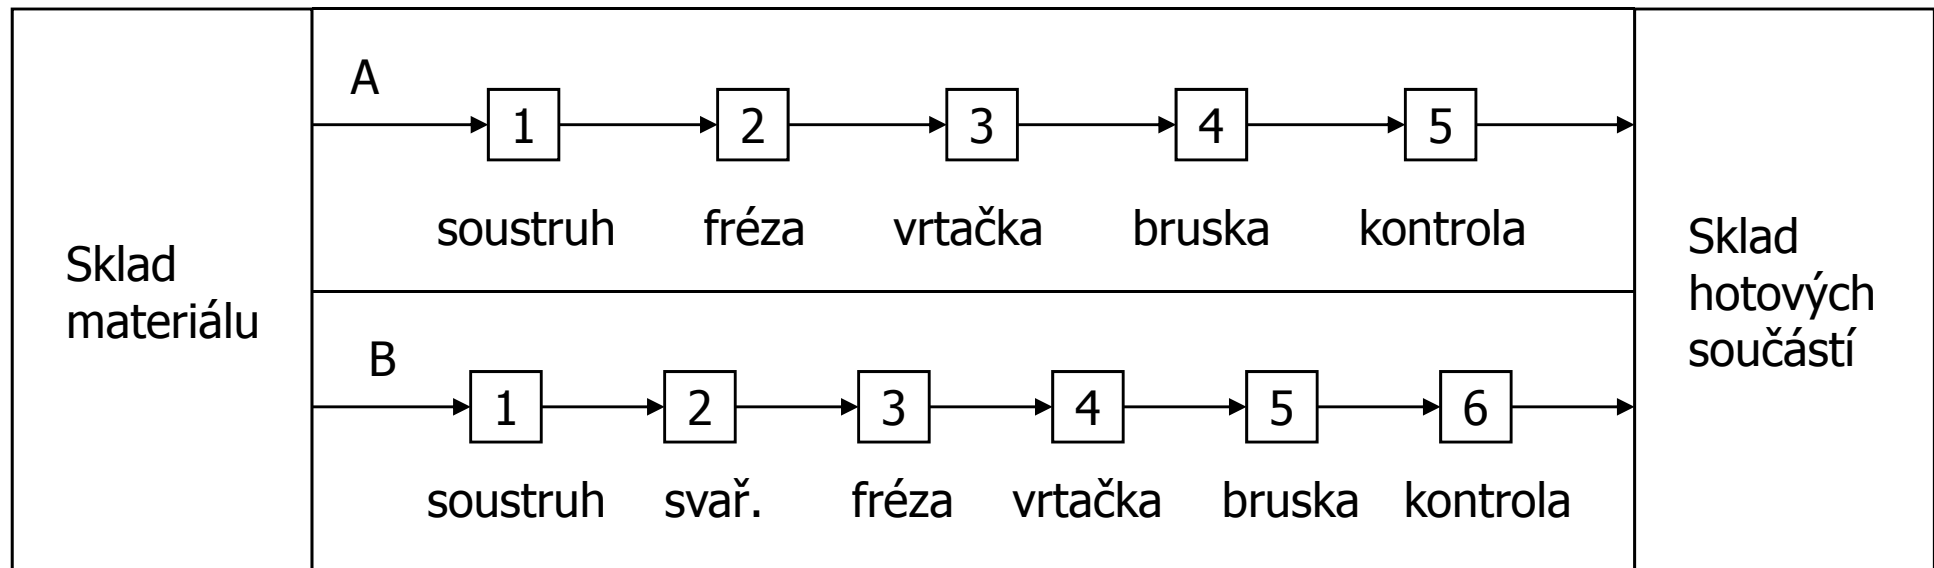 Sklad
materiálu
A
1 2 3 4 5
soustruh fréza vrtačka bruska kontrola
B
1 2 3 4 5 6
soustruh svař. fréza vrtačka bruska kontrola
Sklad
hotových
součástí